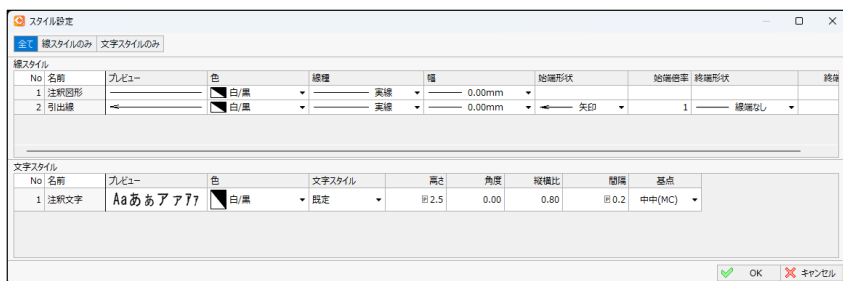 スタイル設定
全て 線スタイルのみ 文字スタイルのみ
線スタイル
No 名前 プレビュー 色 線種 幅 始端形状 始端倍率 終端形状 終端
1 注釈図形 白/黒 実線 0.00mm
2 引出線 白/黒 実線 0.00mm 矢印 1 線端なし
文字スタイル
No 名前 プレビュー 色 文字スタイル 高さ 角度 縦横比 間隔 基点
1 注釈文字 Aaあぁアァｱｧ 白/黒 既定 2.5 0.00 0.80 0.2 中中(MC)
OK キャンセル